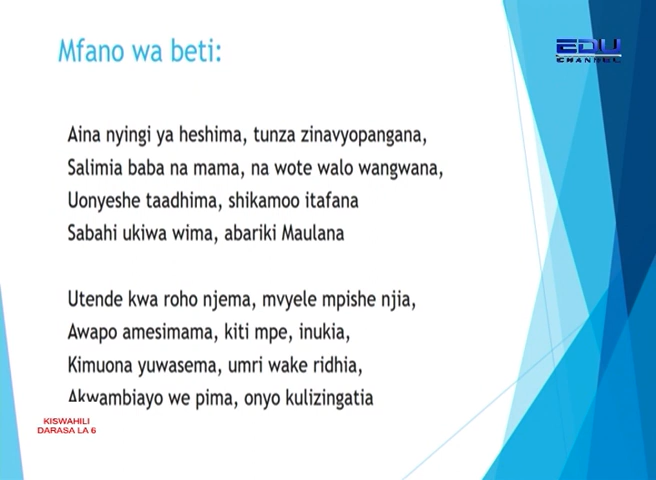 Mfano wa beti:
EDU
CHANNEL
Aina nyingi ya heshima, tunza zinavyopangana,
Salimia baba na mama, na wote walo wangwana,
Uonyeshe taadhima, shikamoo itafana
Sabahi ukiwa wima, abariki Maulana
Utende kwa roho njema, mvyele mpishe njia,
Awapo amesimama, kiti mpe, inukia,
Kimuona yuwasema, umri wake ridhia,
Akwambiayo we pima, onyo kulizingatia
KISWAHILI
DARASA LA 6